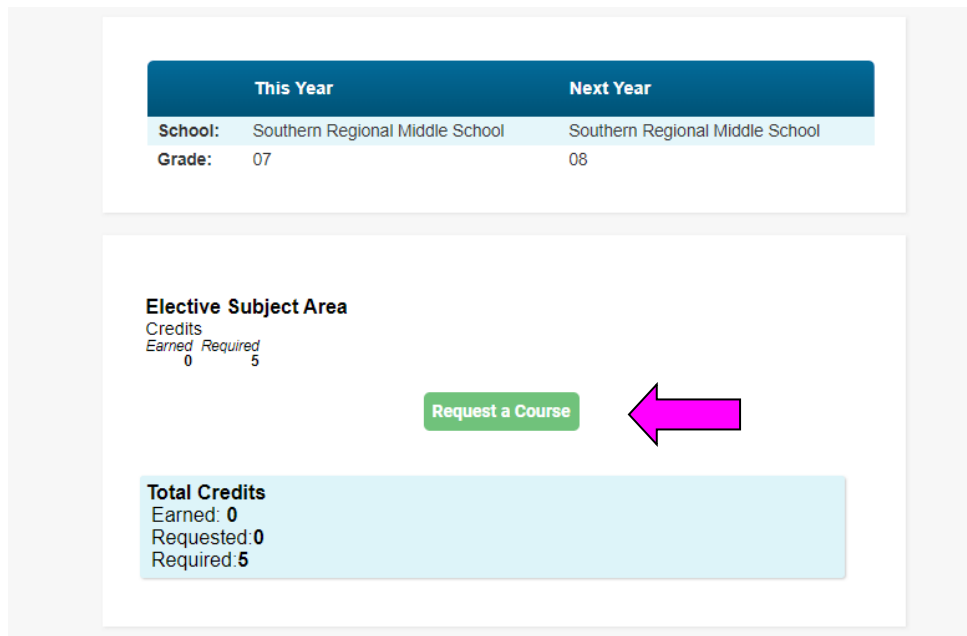 This Year Next Year
School: Southern Regional Middle School Southern Regional Middle School
Grade: 07 08
Elective Subject Area
Credits
Earned Required
0 5
Request a Course
Total Credits
Earned: 0
Requested:0
Required:5